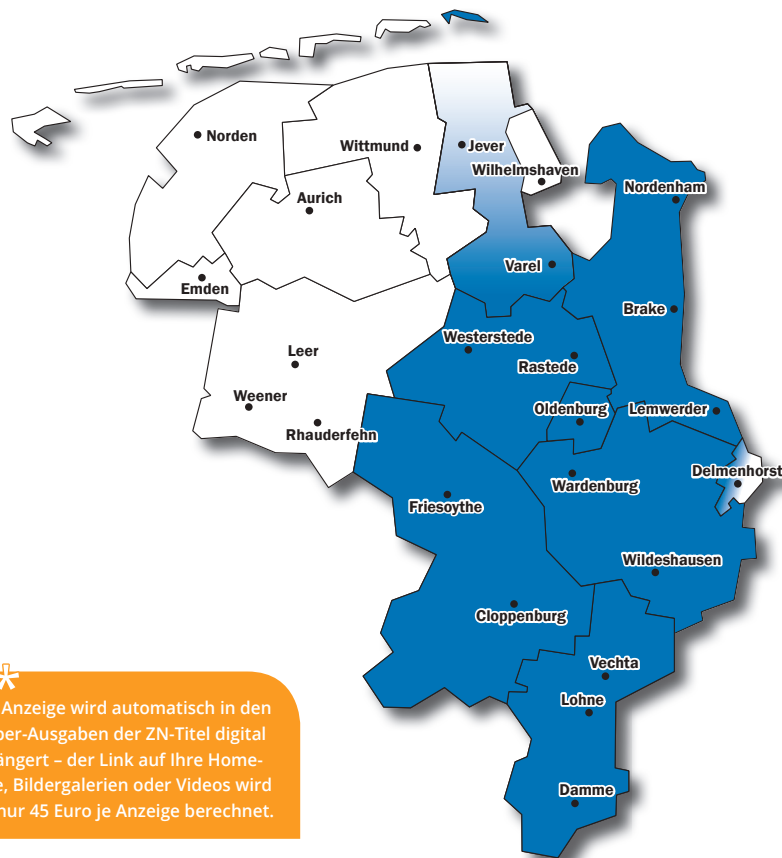 Norden
Wittmund
Jever
Wilhelmshaven
Nordenham
Aurich
Varel
Emden
Brake
Westerstede
Leer
Rastede
Weener
Oldenburg
Lemwerder
Rhauderfehn
Delmenhorst
Wardenburg
Friesoythe
Wildeshausen
Cloppenburg
Vechta
Lohne
Damme
*
Anzeige wird automatisch in den
-Ausgaben der ZN-Titel digital
– der Link auf Ihre Home-
, Bildergalerien oder Videos wird
nur 45 Euro je Anzeige berechnet.